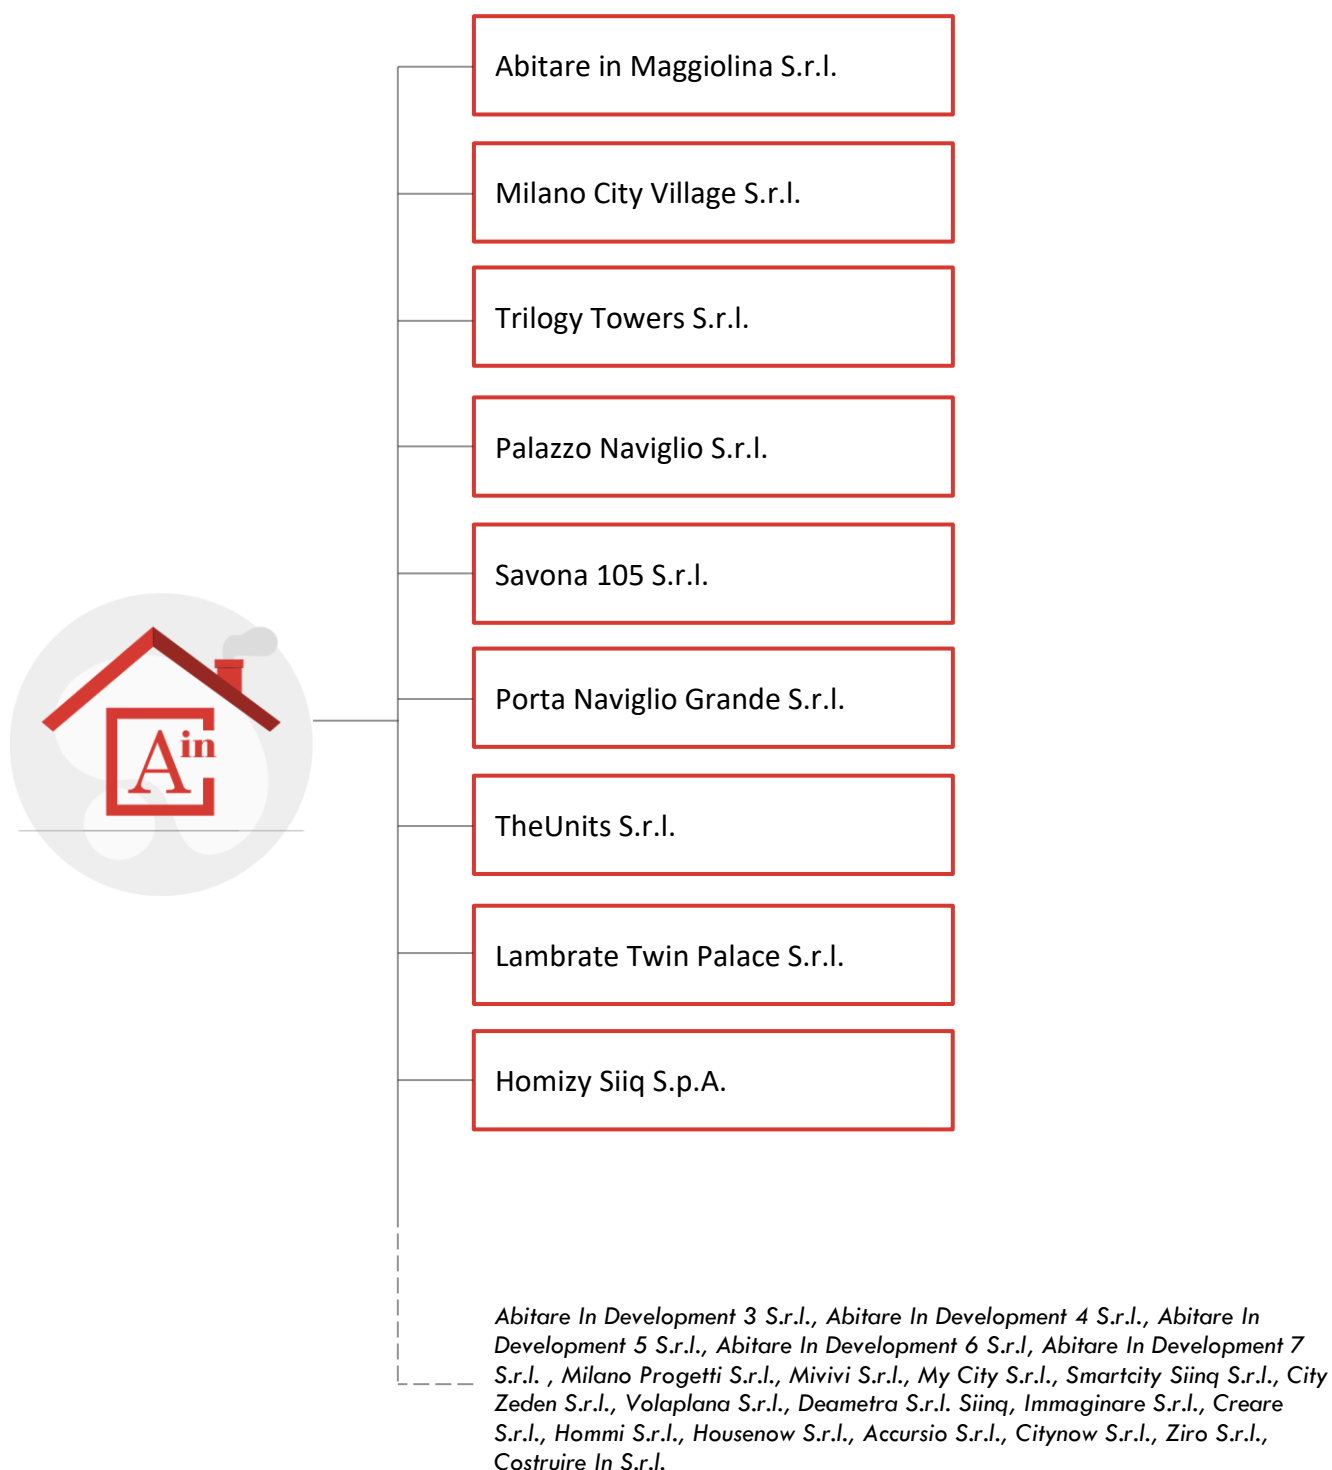 Abitare in Maggiolina S.r.l.
Milano City Village S.r.l.
Trilogy Towers S.r.l.
Palazzo Naviglio S.r.l.
Savona 105 S.r.l.
Porta Naviglio Grande S.r.l.
TheUnits S.r.l.
Lambrate Twin Palace S.r.l.
Homizy Siiq S.p.A.
Ain
Abitare In Development 3 S.r.l., Abitare In Development 4 S.r.l., Abitare In
Development 5 S.r.l., Abitare In Development 6 S.r.l, Abitare In Development 7
S.r.l. , Milano Progetti S.r.l., Mivivi S.r.l., My City S.r.l., Smartcity Siinq S.r.l., City
Zeden S.r.l., Volaplana S.r.l., Deametra S.r.l. Siinq, Immaginare S.r.l., Creare
S.r.l., Hommi S.r.l., Housenow S.r.l., Accursio S.r.l., Citynow S.r.l., Ziro S.r.l.,
Costruire In S.r.l.